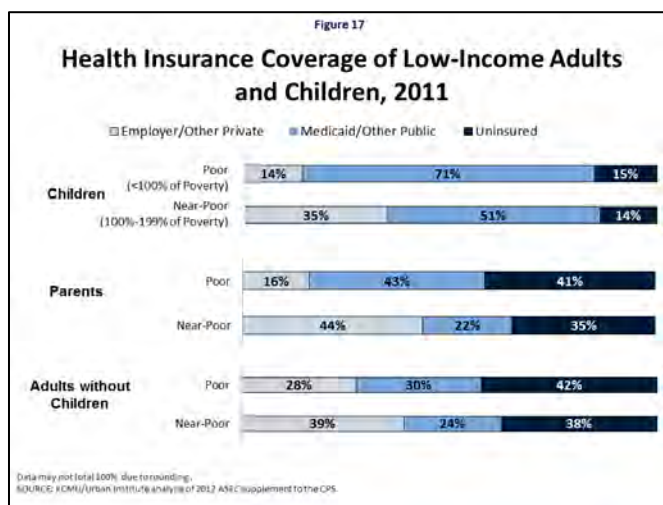 Figure 17
Health Insurance Coverage of Low-Income Adults
and Children, 2011
Employer/Other Private Medicaid/Other Public Uninsured
Children
Poor
(<100% of Poverty)
14% 71% 15%
Near-Poor
(100%-199% of Poverty)
35% 51% 14%
Parents
Poor 16% 43% 41%
Near-Poor 44% 22% 35%
Adults without
Children
Poor 28% 30% 42%
Near-Poor 39% 24% 38%
Data may not total 100% due to rounding.
SOURCE: KCMU/Urban Institute analysis of 2012 ASEC Supplement to the CPS.